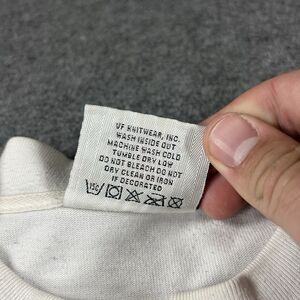 VF KNITWEAR, INC.
WASH INSIDE OUT
MACHINE WASH COLD
TUMBLE DRY LOW
DO NOT BLEACH DO NOT
DRY CLEAN OR IRON
IF DECORATED